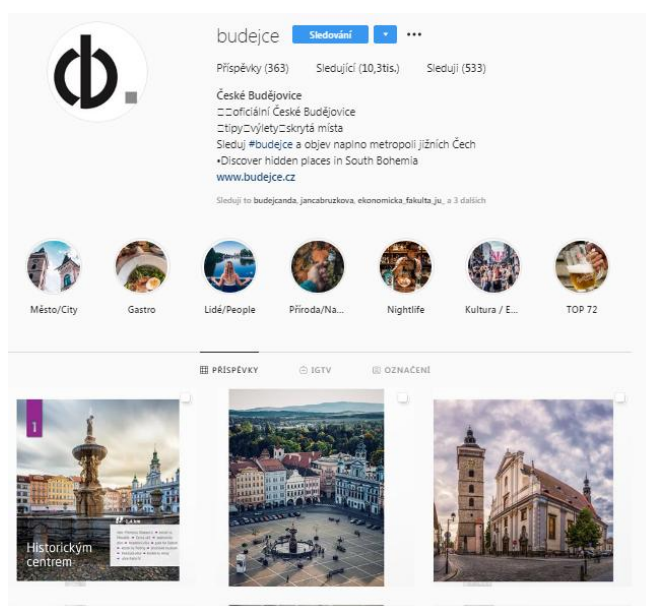 budejce Sledování
Příspěvky (363) Sledující (10,3tis.) Sleduji (533)
České Budějovice
oficiální České Budějovice
tipy výlety skrytá místa
Sleduj #budejce a objev naplno metropoli jižních Čech
•Discover hidden places in South Bohemia
www.budejce.cz
Sledují to budejcanda, jancabruzkova, ekonomicka_fakulta_ju_ a 3 dalších
Město/City Gastro Lidé/People Příroda/Na... Nightlife Kultura / E... TOP 72
PŘÍSPĚVKY IGTV OZNAČENÍ
1
Historickým
centrem